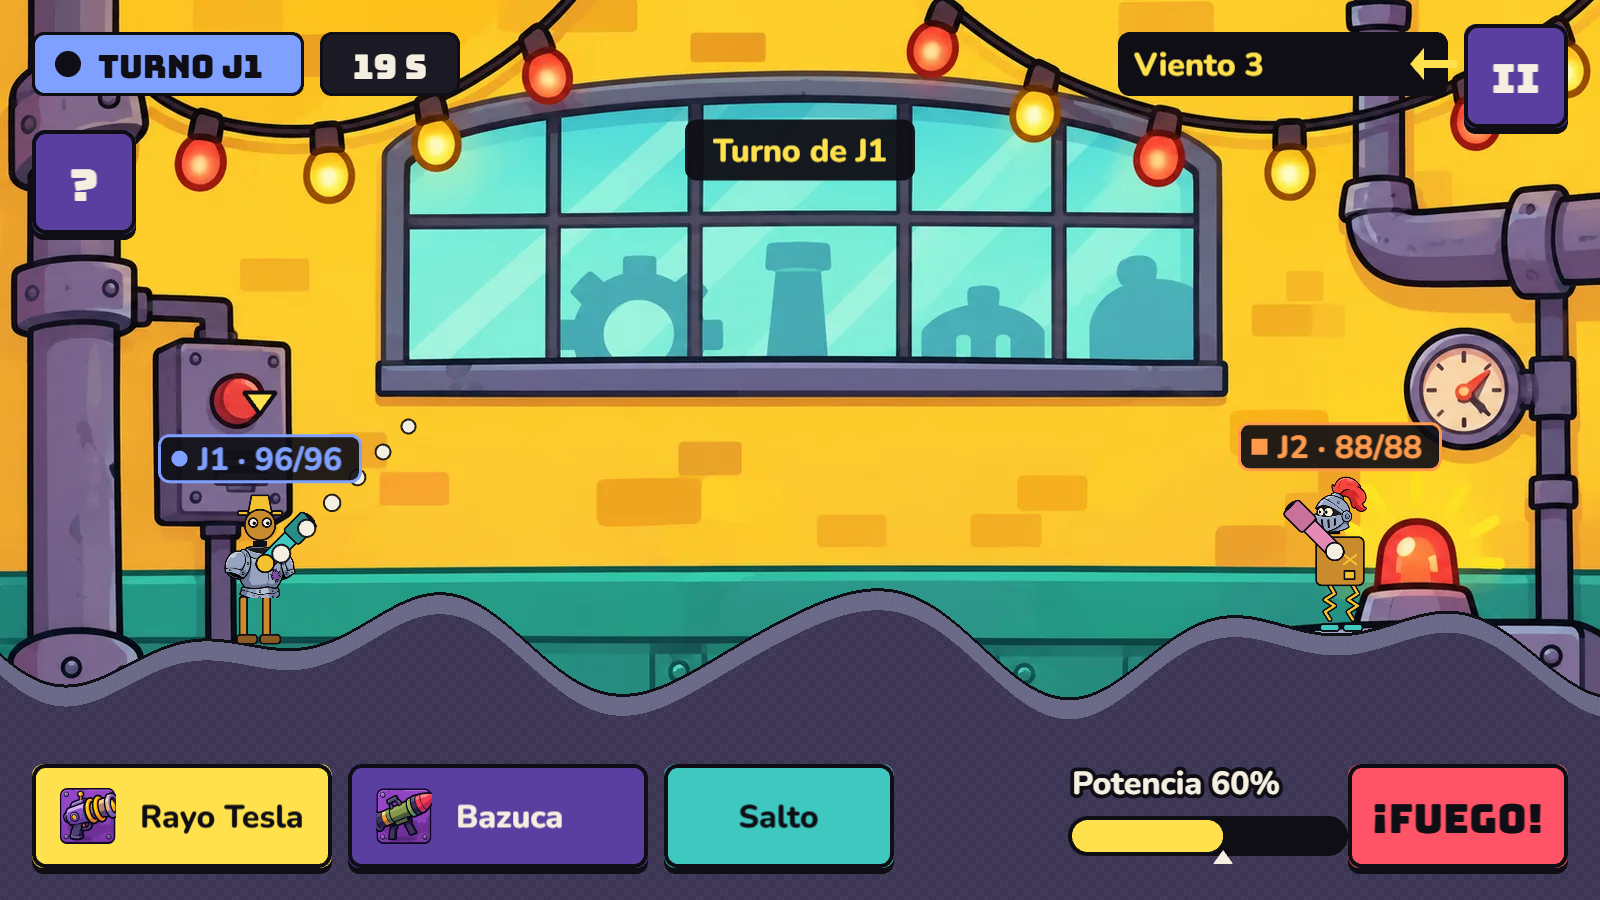 TURNO J1
19 S
Viento 3
II
Turno de J1
?
J1 · 96/96
J2 · 88/88
Rayo Tesla
Bazuca
Salto
Potencia 60%
¡FUEGO!